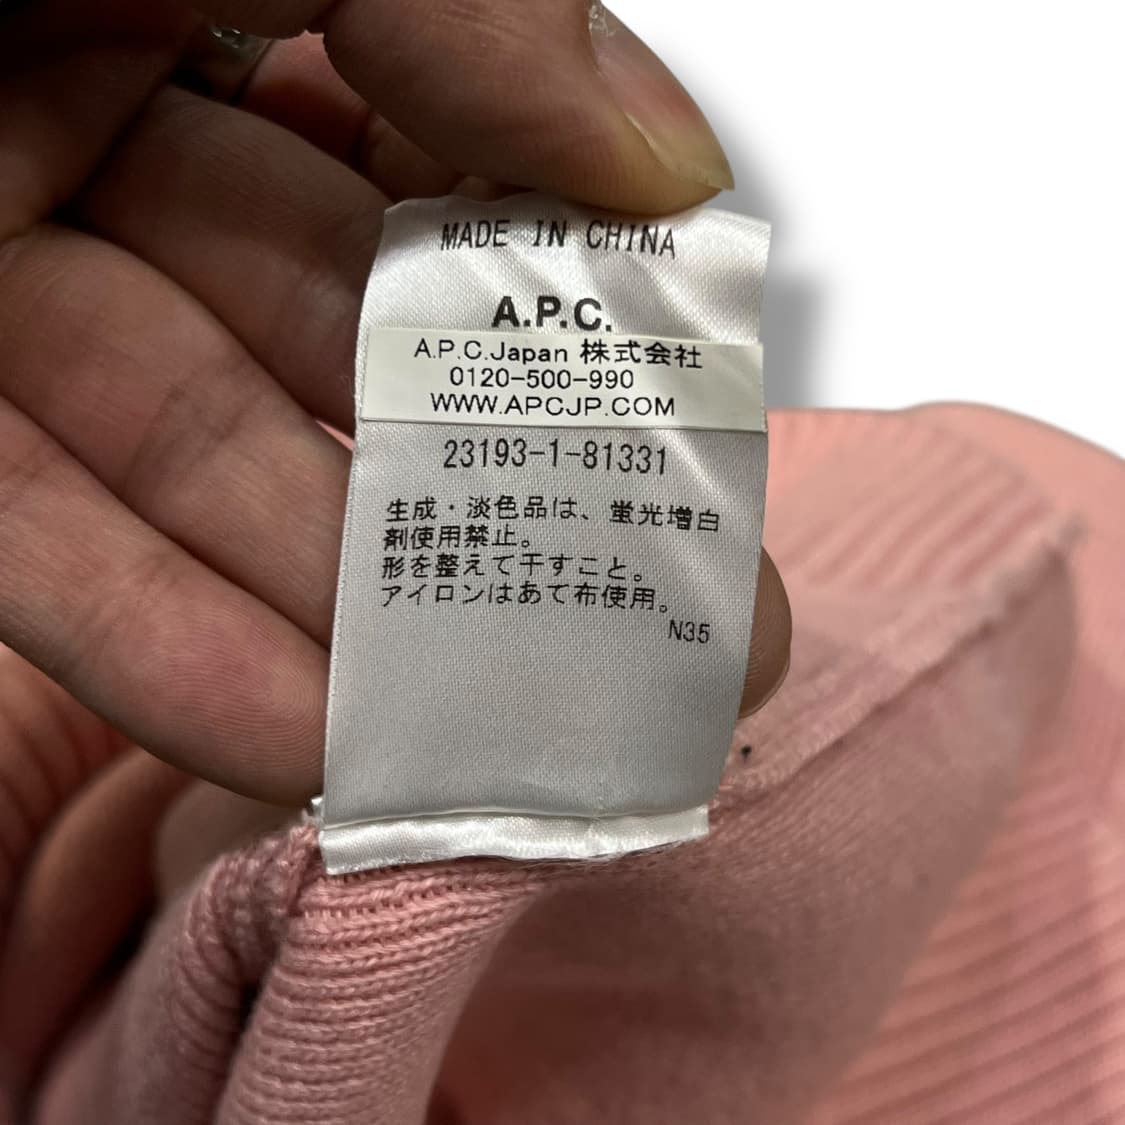 MADE IN CHINA
A.P.C.
A.P.C.Japan 株式会社
0120-500-990
WWW.APCJP.COM
23193-1-81331
生成・淡色品は、蛍光増白
剤使用禁止。
形を整えて干すこと。
アイロンはあて布使用。
N35